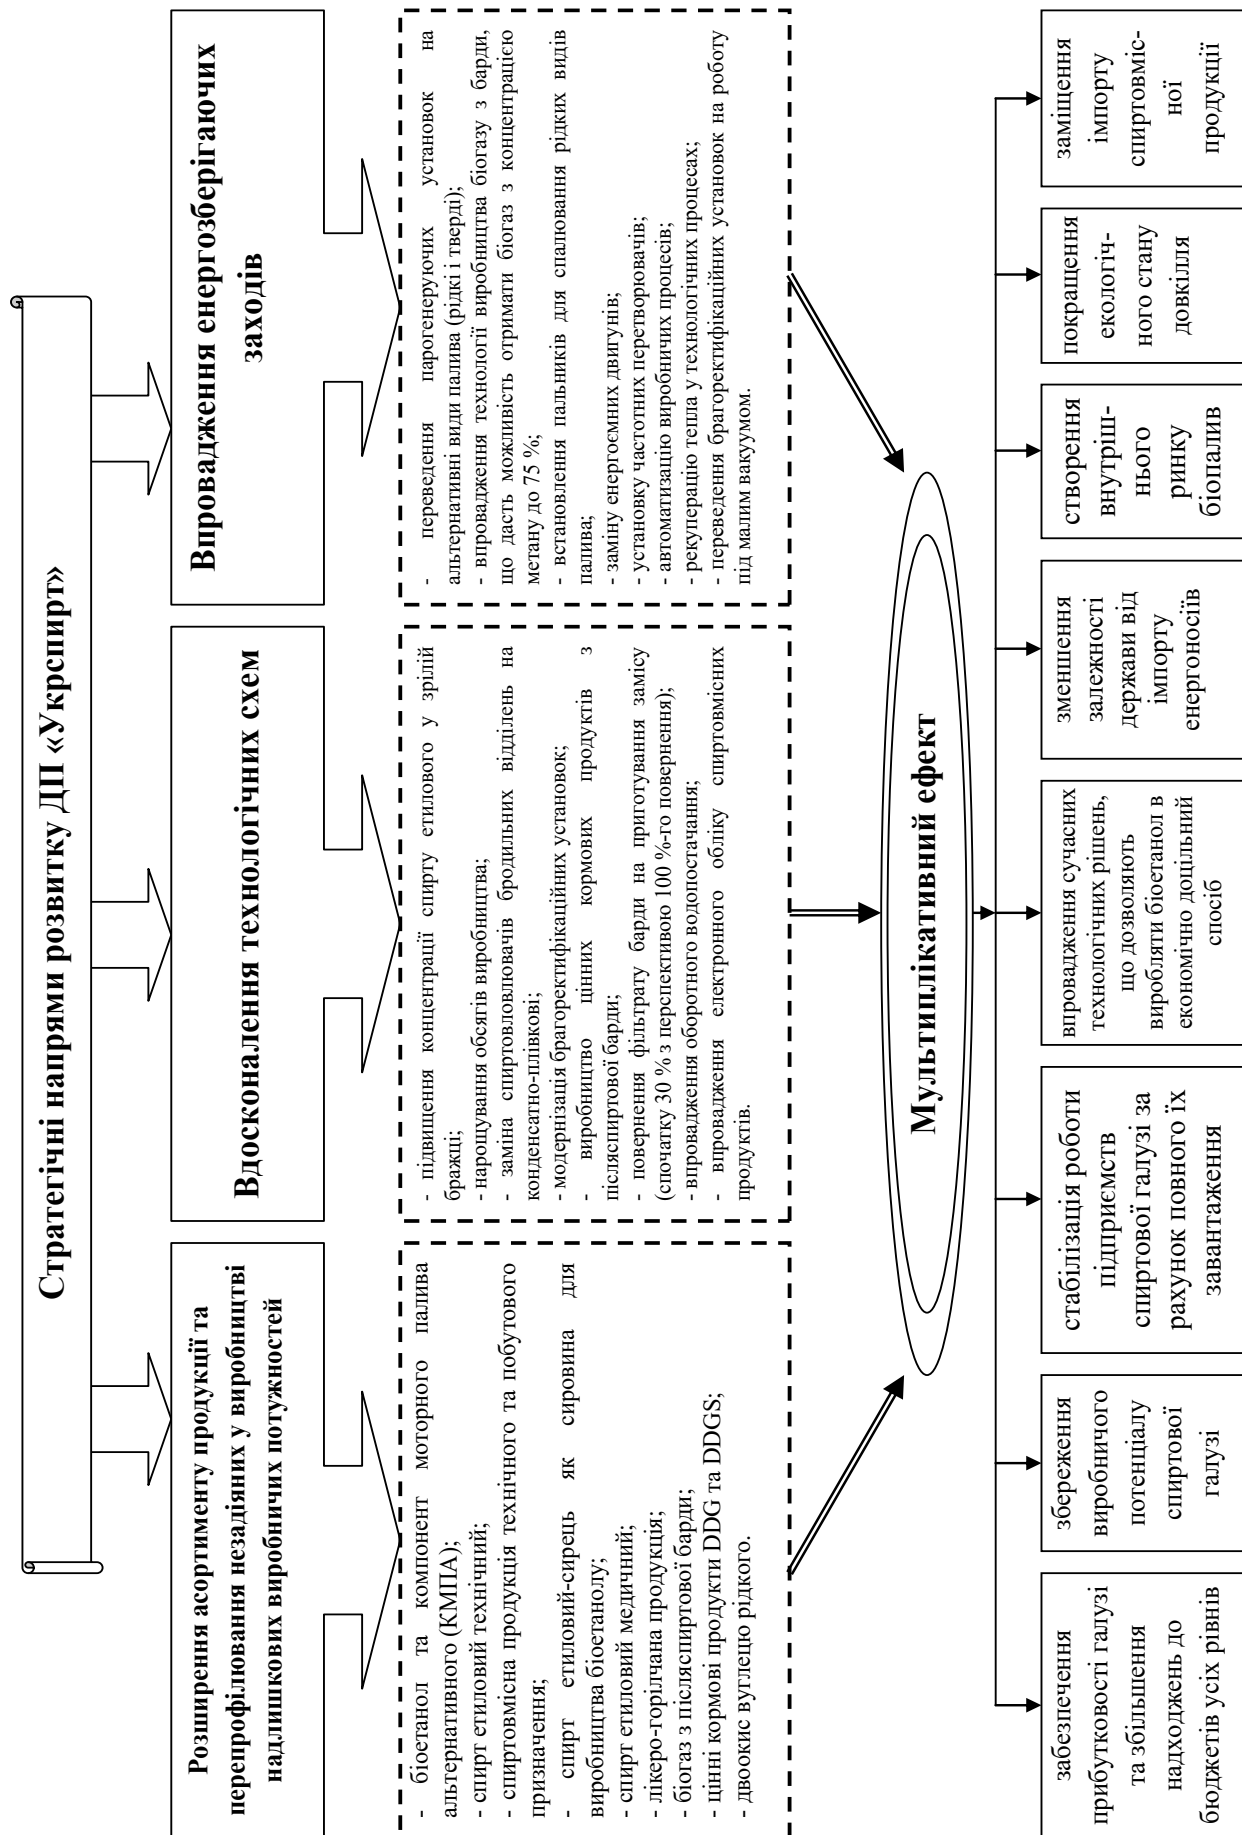 Стратегічні напрями розвитку ДП «Укрспирт»
Розширення асортименту продукції та
перепрофілювання незадіяних у виробництві
надлишкових виробничих потужностей
Вдосконалення технологічних схем
Впровадження енергозберігаючих
заходів
- біоетанол та компонент моторного палива
альтернативного (КМПА);
- спирт етиловий технічний;
- спиртовмісна продукція технічного та побутового
призначення;
- спирт етиловий-сирець як сировина для
виробництва біоетанолу;
- спирт етиловий медичний;
- лікеро-горілчана продукція;
- біогаз з післяспиртової барди;
- цінні кормові продукти DDG та DDGS;
- двоокис вуглецю рідкого.
- підвищення концентрації спирту етилового у зрілій
бражці;
- нарощування обсягів виробництва;
- заміна спиртовловлювачів бродильних відділень на
конденсатно-плівкові;
- модернізація брагоректифікаційних установок;
- виробництво цінних кормових продуктів з
післяспиртової барди;
- повернення фільтрату барди на приготування замісу
(спочатку 30 % з перспективою 100 %-го повернення);
- впровадження оборотного водопостачання;
- впровадження електронного обліку спиртовмісних
продуктів.
- переведення парогенеруючих установок на
альтернативні види палива (рідкі і тверді);
- впровадження технології виробництва біогазу з барди,
що дасть можливість отримати біогаз з концентрацією
метану до 75 %;
- встановлення пальників для спалювання рідких видів
палива;
- заміну енергоємних двигунів;
- установку частотних перетворювачів;
- автоматизацію виробничих процесів;
- рекуперацію тепла у технологічних процесах;
- переведення брагоректифікаційних установок на роботу
під малим вакуумом.
Мультиплікативний ефект
забезпечення
прибутковості галузі
та збільшення
надходжень до
бюджетів усіх рівнів
збереження
виробничого
потенціалу
спиртової
галузі
стабілізація роботи
підприємств
спиртової галузі за
рахунок повного їх
завантаження
впровадження сучасних
технологічних рішень,
що дозволяють
виробляти біоетанол в
економічно доцільний
спосіб
зменшення
залежності
держави від
імпорту
енергоносіїв
створення
внутріш-
нього
ринку
біопалив
покращення
екологіч-
ного стану
довкілля
заміщення
імпорту
спиртовміс-
ної
продукції